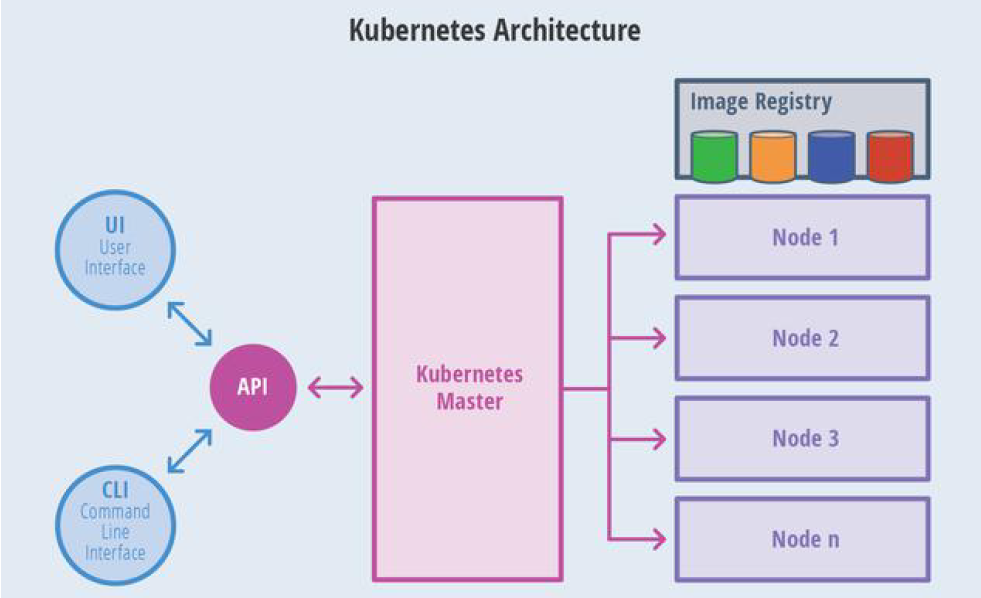 Kubernetes Architecture
Image Registry
UI
User
Interface
API
CLI
Command
Line
Interface
Kubernetes
Master
Node 1
Node 2
Node 3
Node n